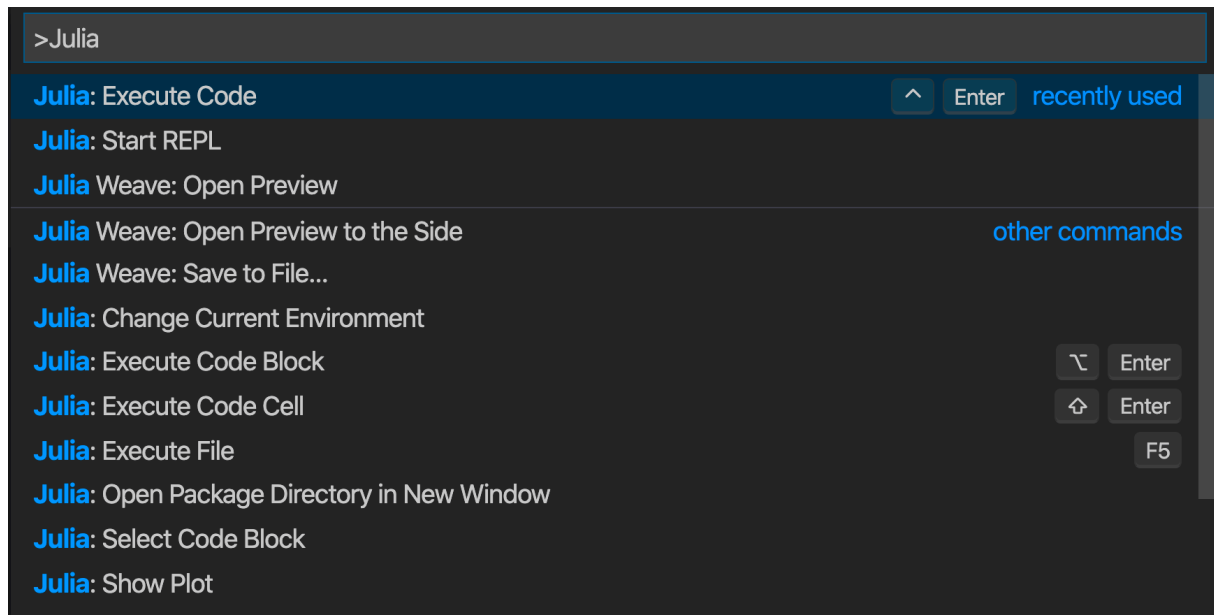 >Julia
Julia: Execute Code ^ Enter recently used
Julia: Start REPL
Julia Weave: Open Preview
Julia Weave: Open Preview to the Side other commands
Julia Weave: Save to File...
Julia: Change Current Environment
Julia: Execute Code Block ⌥ Enter
Julia: Execute Code Cell ⇧ Enter
Julia: Execute File F5
Julia: Open Package Directory in New Window
Julia: Select Code Block
Julia: Show Plot